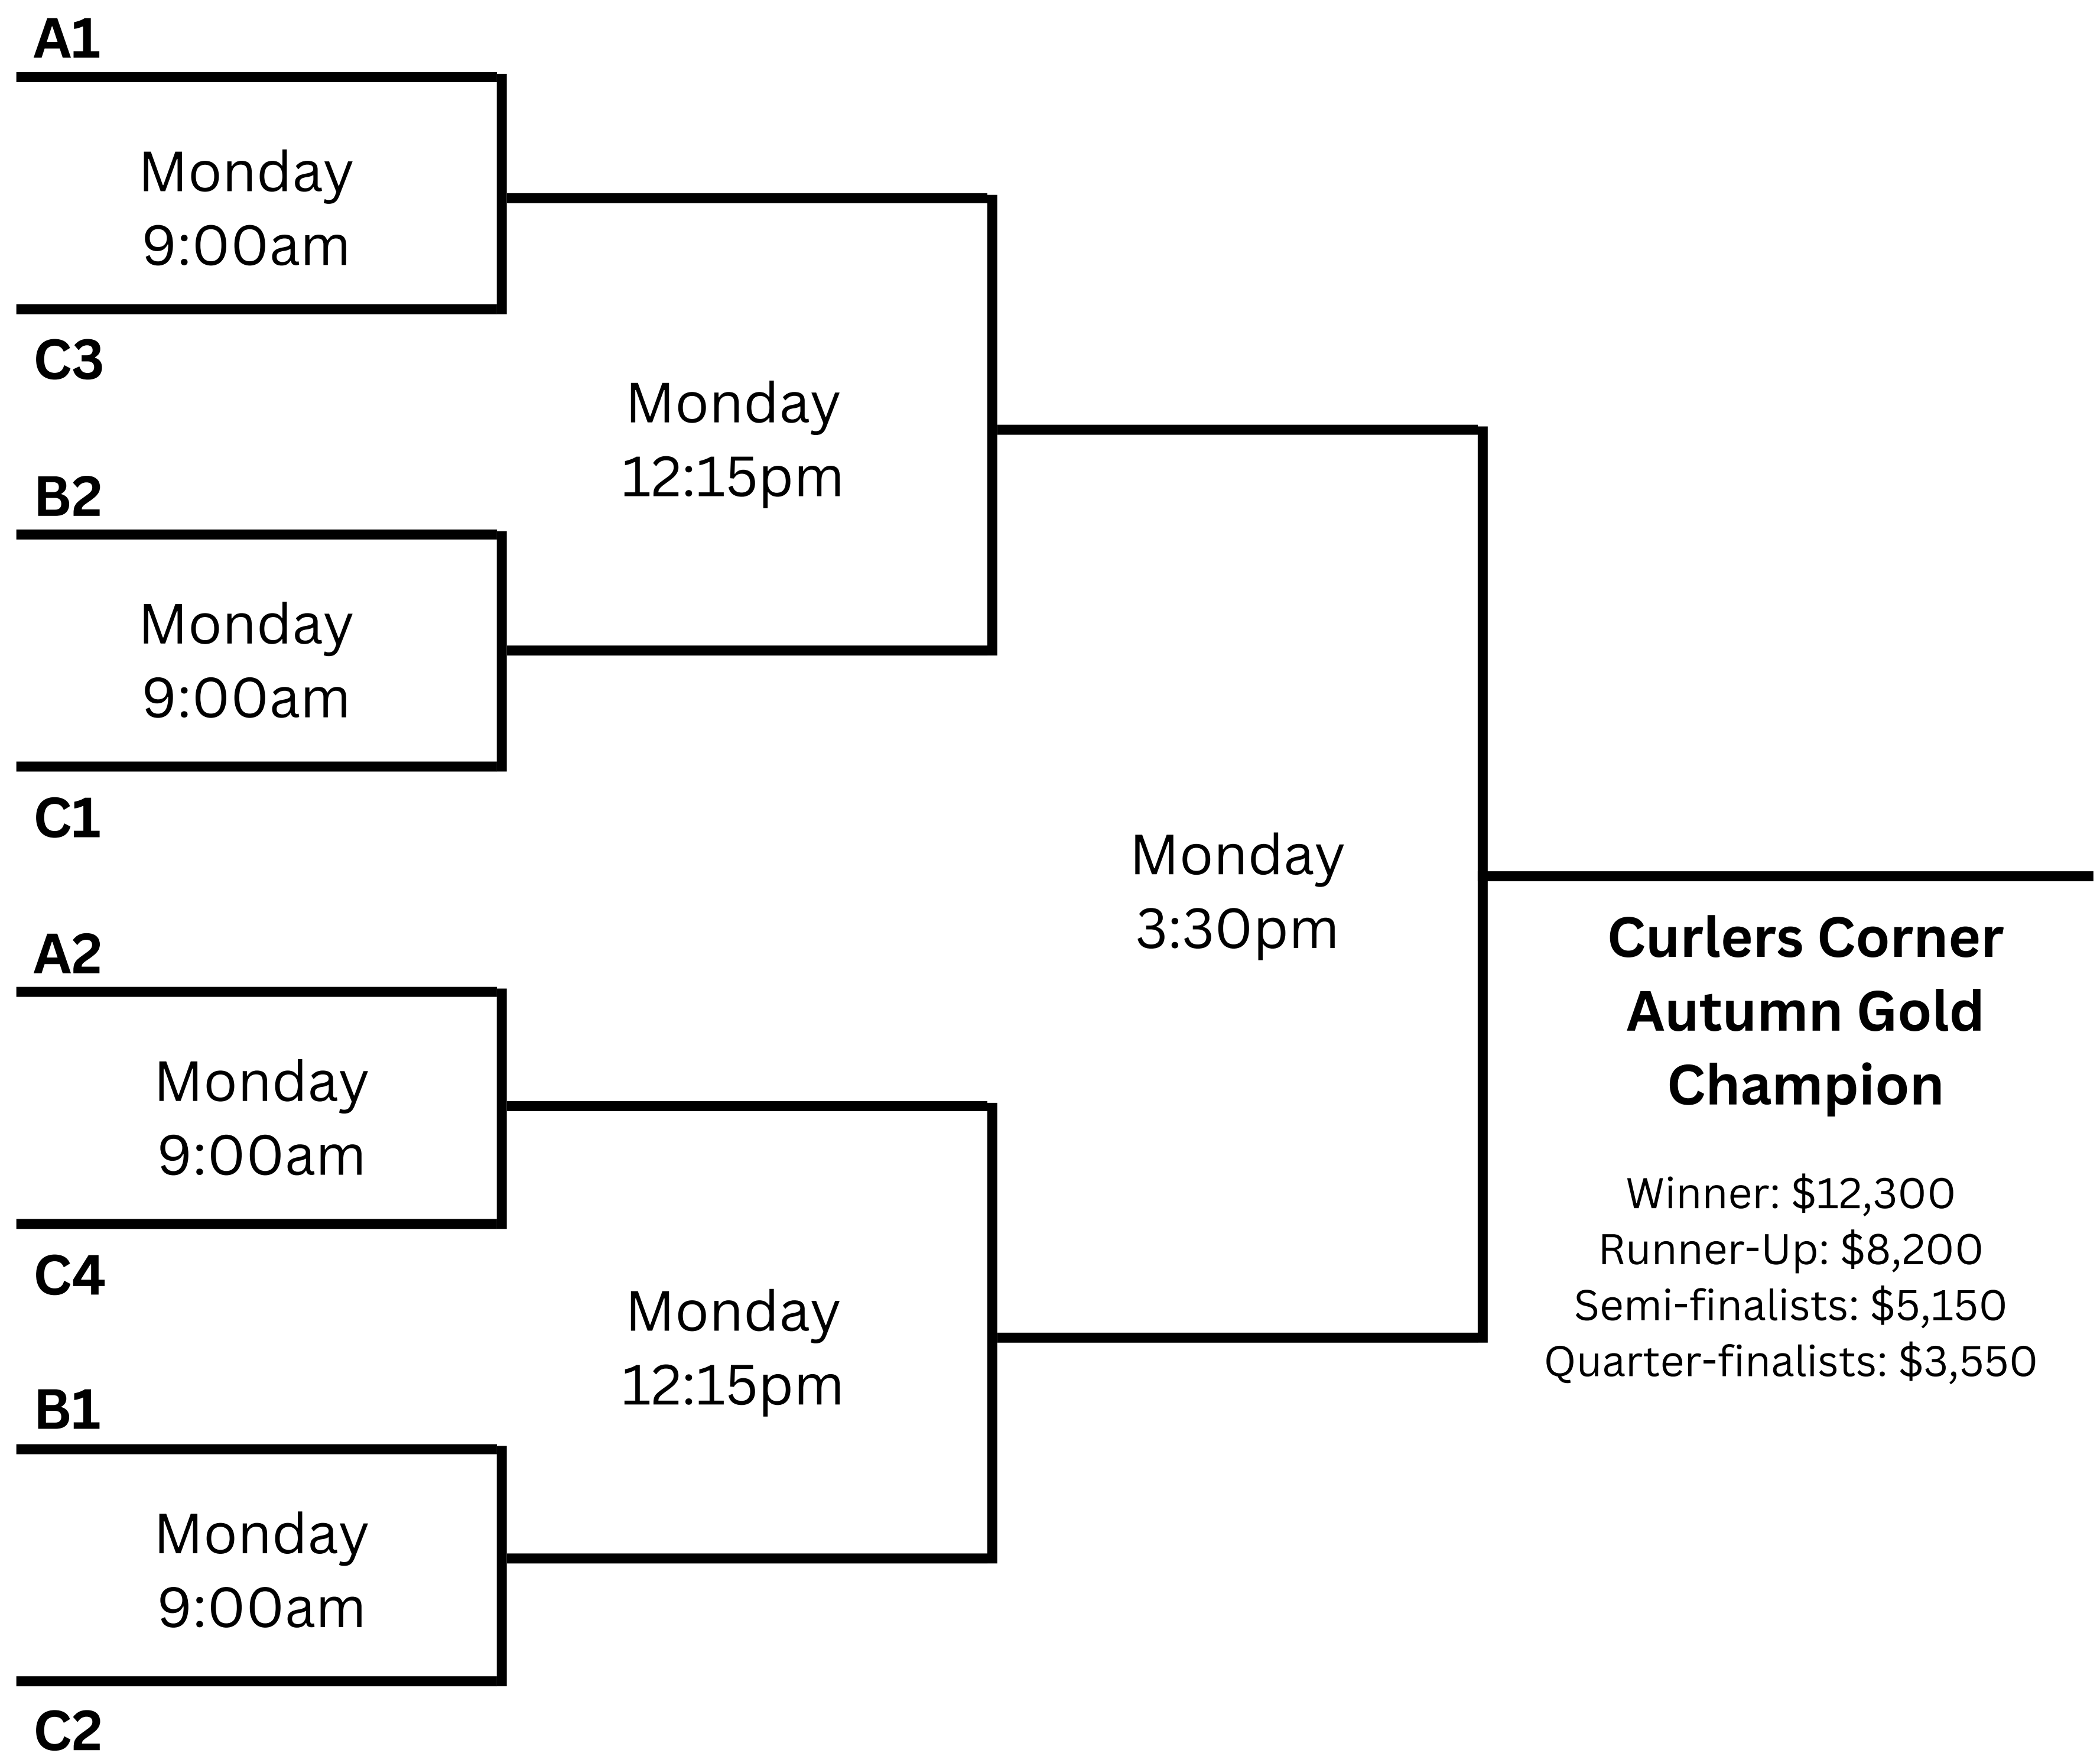 A1
Monday
9:00am
C3
Monday
12:15pm
B2
Monday
9:00am
C1
Monday
3:30pm
Curlers Corner
Autumn Gold
Champion
Winner: $12,300
Runner-Up: $8,200
Semi-finalists: $5,150
Quarter-finalists: $3,550
A2
Monday
9:00am
C4
Monday
12:15pm
B1
Monday
9:00am
C2